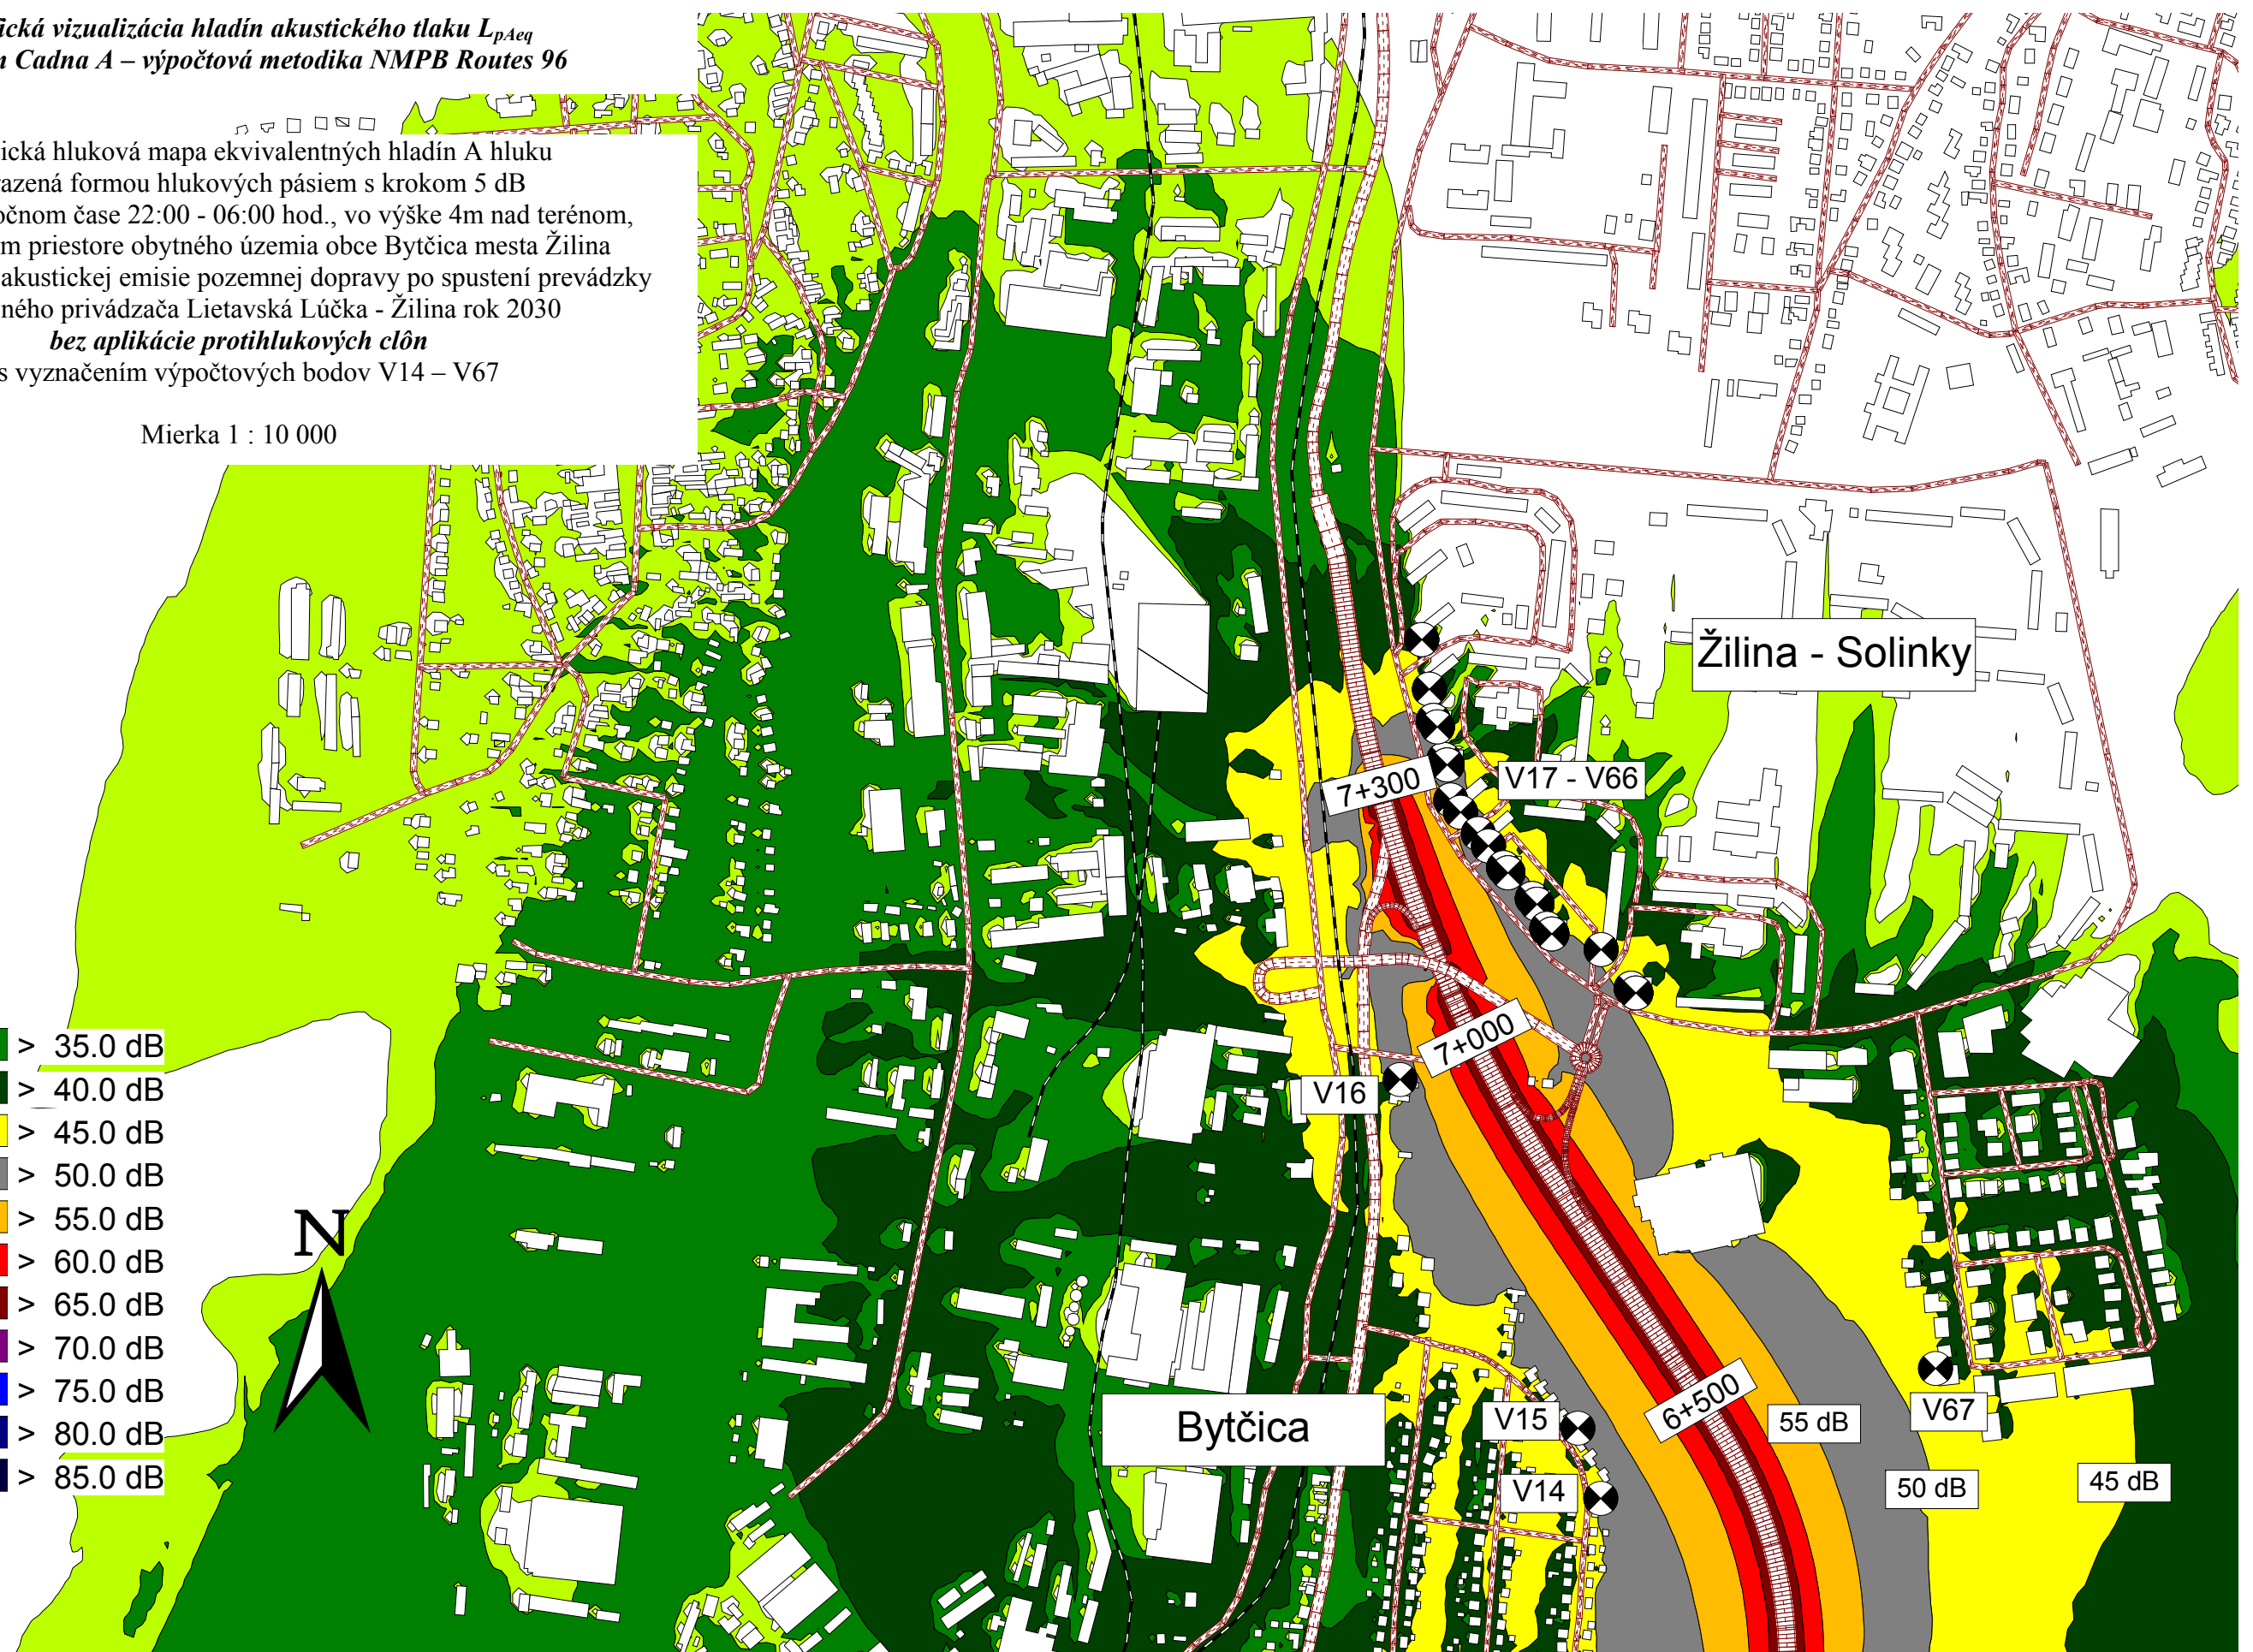 ická vizualizácia hladín akustického tlaku LpAeq
n Cadna A – výpočtová metodika NMPB Routes 96
ická hluková mapa ekvivalentných hladín A hluku
razená formou hlukových pásiem s krokom 5 dB
očnom čase 22:00 - 06:00 hod., vo výške 4m nad terénom,
m priestore obytného územia obce Bytčica mesta Žilina
akustickej emisie pozemnej dopravy po spustení prevádzky
ného privádzača Lietavská Lúčka - Žilina rok 2030
bez aplikácie protihlukových clôn
s vyznačením výpočtových bodov V14 – V67
Mierka 1 : 10 000
Žilina - Solinky
7+300
V17 - V66
7+000
V16
> 35.0 dB
> 40.0 dB
> 45.0 dB
> 50.0 dB
> 55.0 dB
> 60.0 dB
> 65.0 dB
> 70.0 dB
> 75.0 dB
> 80.0 dB
> 85.0 dB
N
Bytčica
6+500
V15
55 dB
V67
V14
50 dB
45 dB